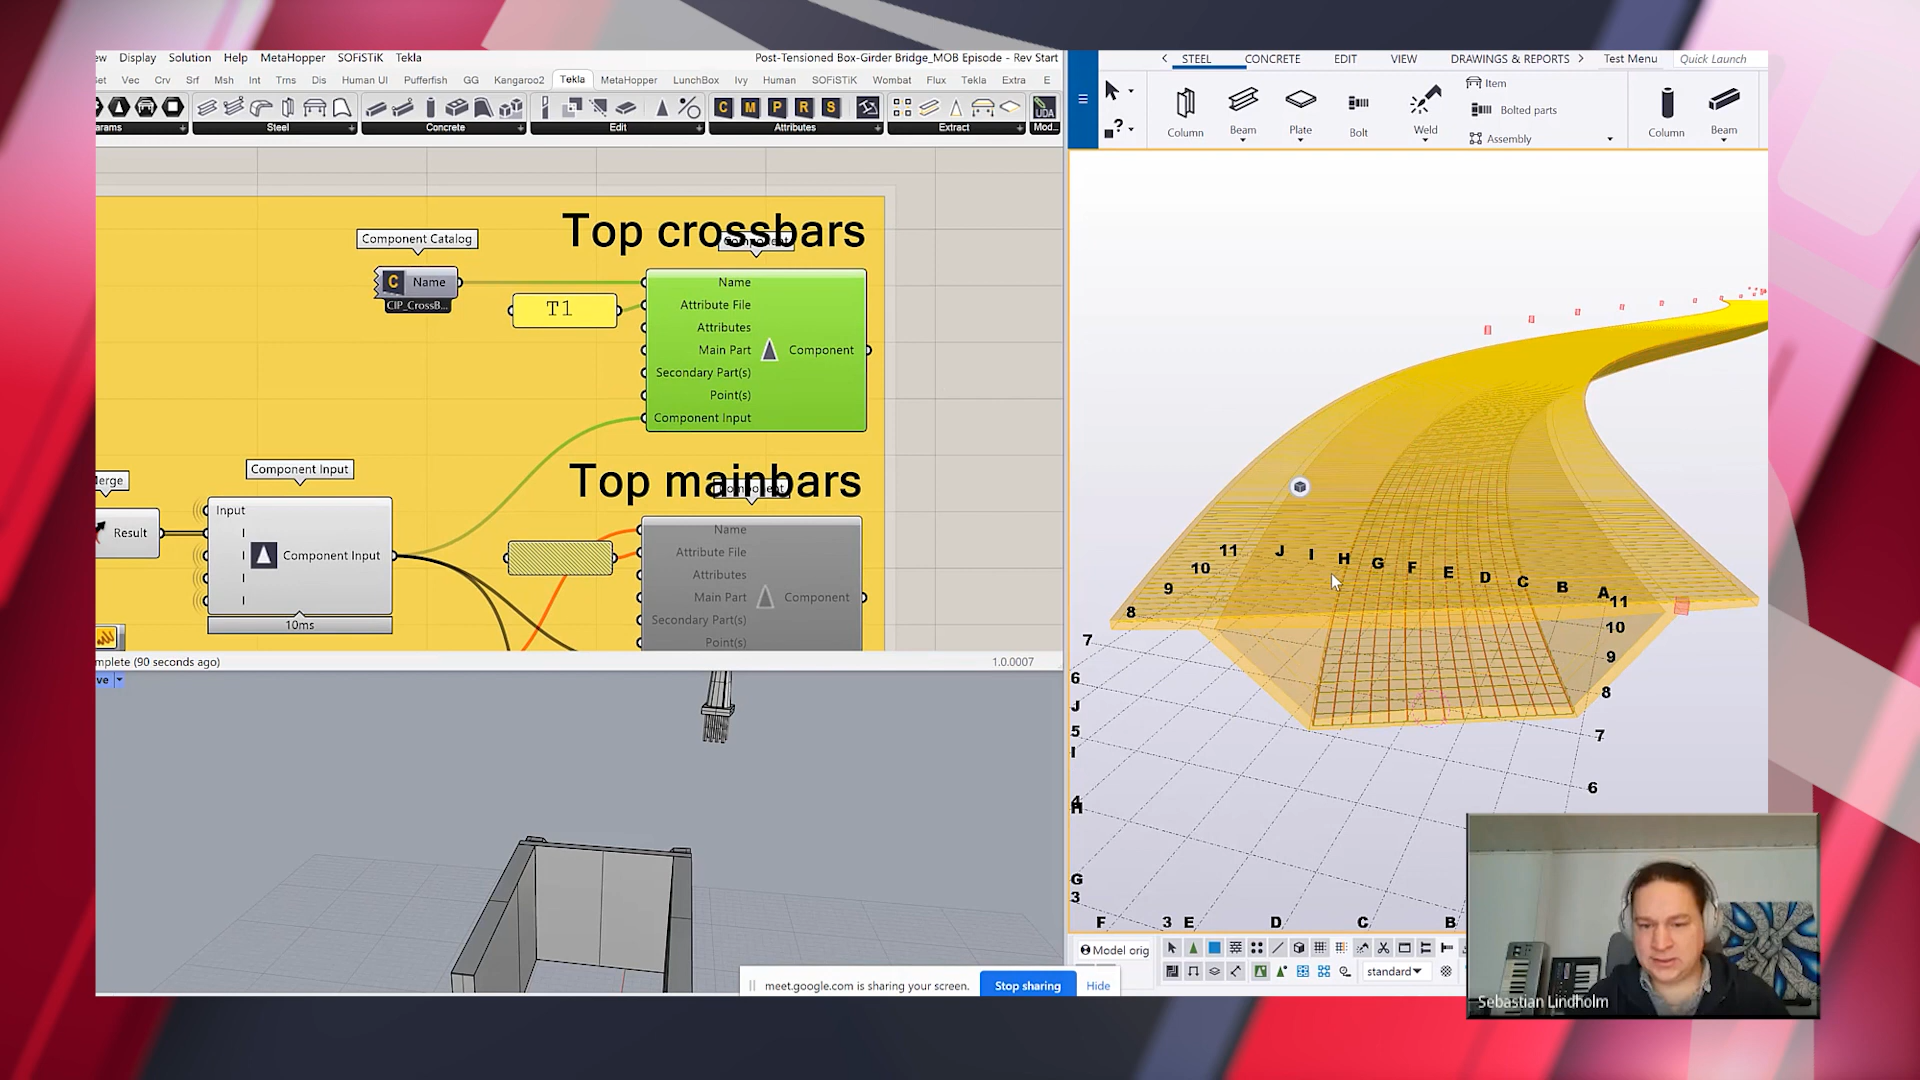 ew Display Solution Help MetaHopper SOFiSTiK Tekla
Post-Tensioned Box-Girder Bridge_MOB Episode - Rev Start
Set Vec Crv Srf Msh Int Trns Dis Human UI Pufferfish GG Kangaroo2 Tekla MetaHopper LunchBox Ivy Human SOFiSTiK Wombat Flux Tekla Extra E
C M P R S
UDA
arams Steel Concrete Edit Attributes Extract Mod...
Top crossbars
Component Catalog
C Name
CIP_CrossB...
T1
Name
Attribute File
Attributes
Main Part
Component
Secondary Part(s)
Point(s)
Component Input
Top mainbars
Merge
Result
Component Input
Input
Component Input
10ms
Name
Attribute File
Attributes
Main Part
Component
Secondary Part(s)
Point(s)
mplete (90 seconds ago)
1.0.0007
ve
STEEL CONCRETE EDIT VIEW DRAWINGS & REPORTS Test Menu Quick Launch
Column Beam Plate Bolt Weld
Item
Bolted parts
Assembly
Column Beam
11 J I H G F E D C B A 11
10 10
9 9
8 8
7 7
6 6
J
5
I
4
H
G
3
F 3 E D C B
Model orig
standard
meet.google.com is sharing your screen.
Stop sharing
Hide
Sebastian Lindholm